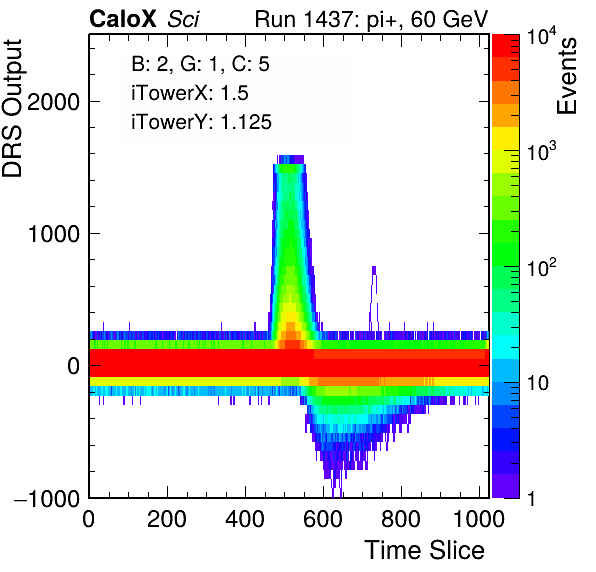 CaloX Sci Run 1437: pi+, 60 GeV
B: 2, G: 1, C: 5
iTowerX: 1.5
iTowerY: 1.125
DRS Output
2000
1000
0
−1000
0 200 400 600 800 1000
Time Slice
Events
10^4
10^3
10^2
10
1